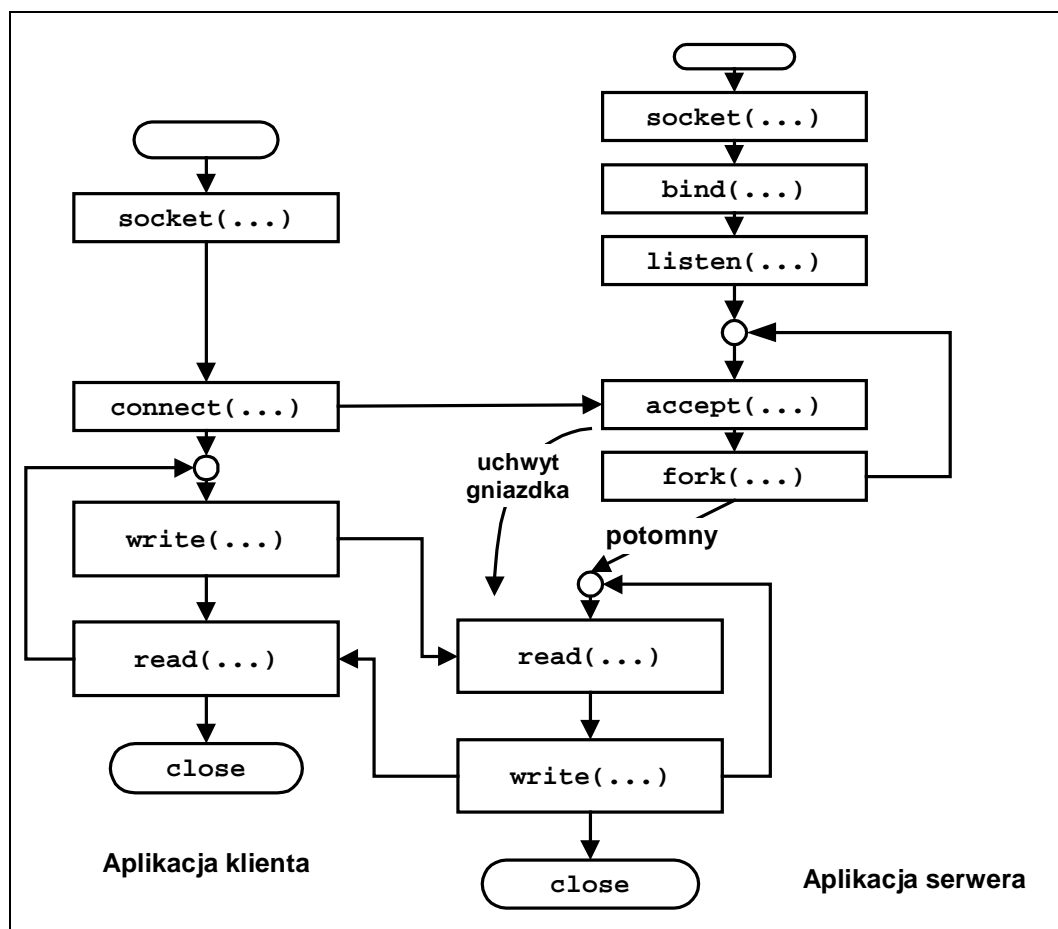 socket(...)
connect(...)
write(...)
read(...)
close
Aplikacja klienta
socket(...)
bind(...)
listen(...)
accept(...)
fork(...)
uchwyt
gniazdka
potomny
read(...)
write(...)
close
Aplikacja serwera